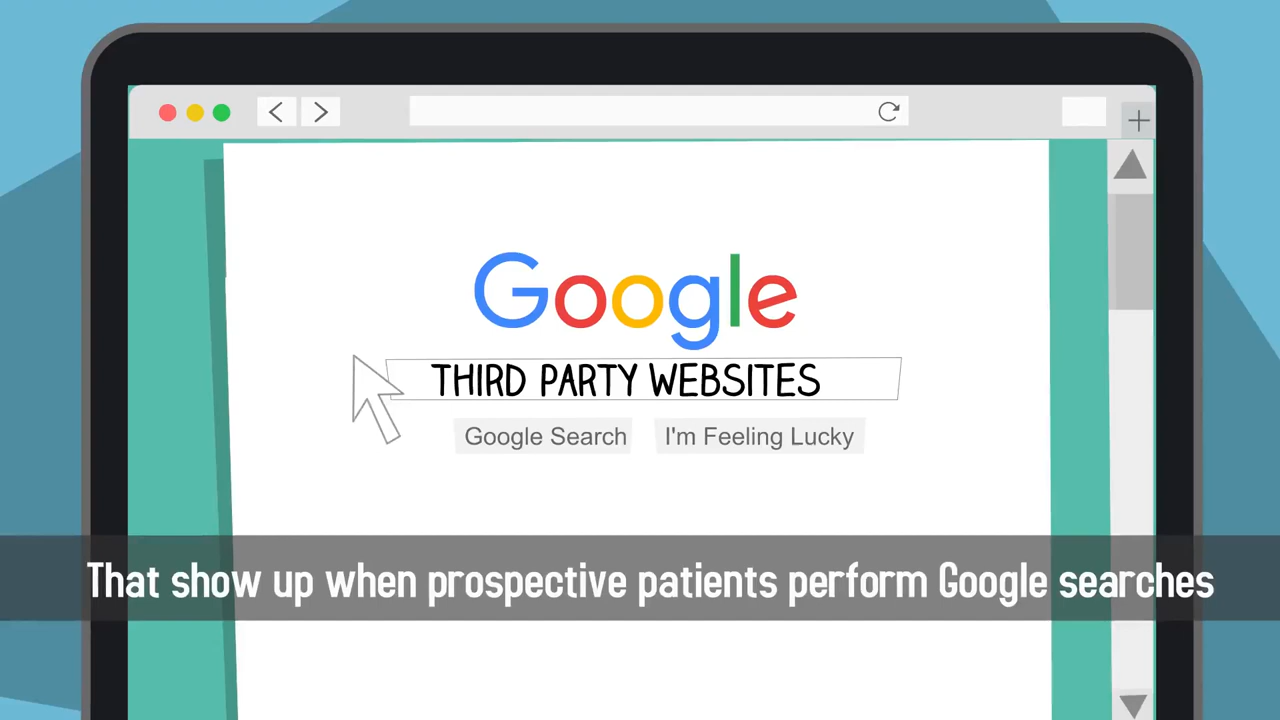 Google
THIRD PARTY WEBSITES
Google Search
I'm Feeling Lucky
That show up when prospective patients perform Google searches